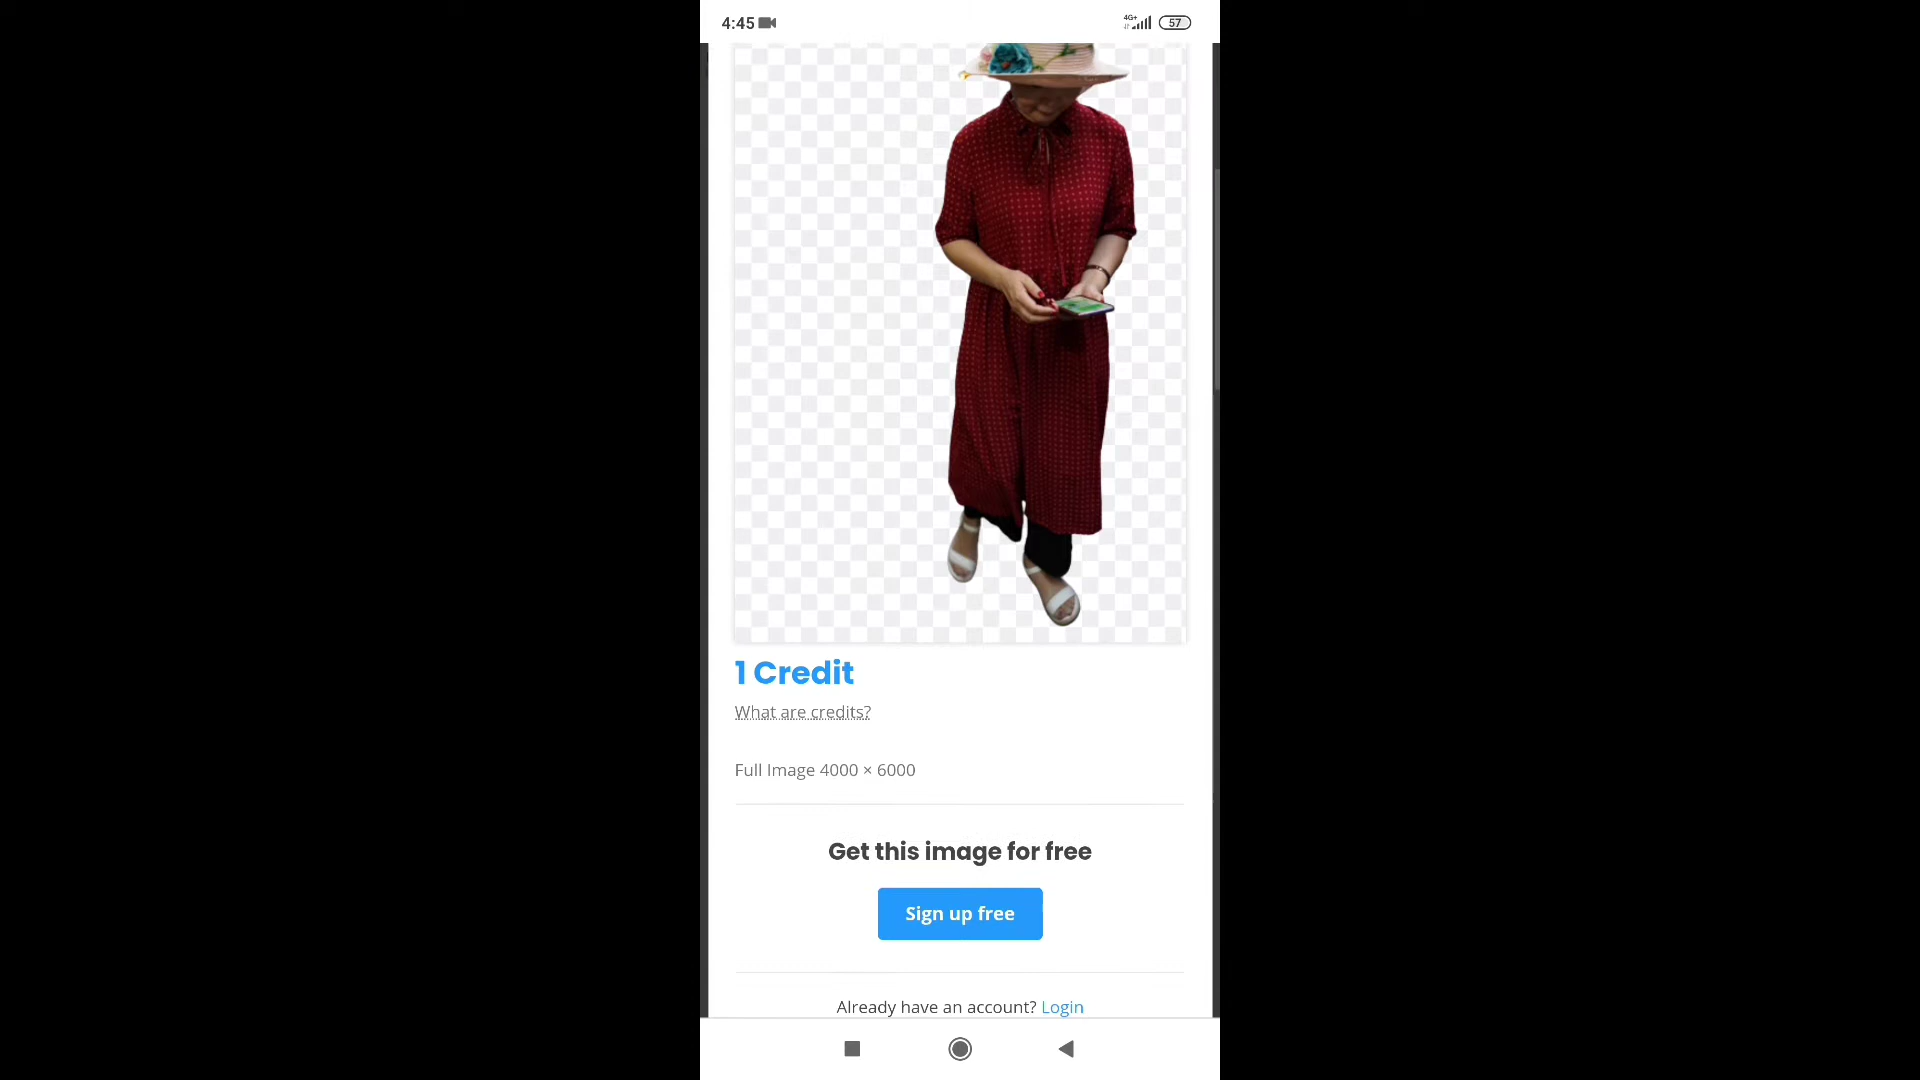 4:45
4G+
57
1 Credit
What are credits?
Full Image 4000 × 6000
Get this image for free
Sign up free
Already have an account? Login